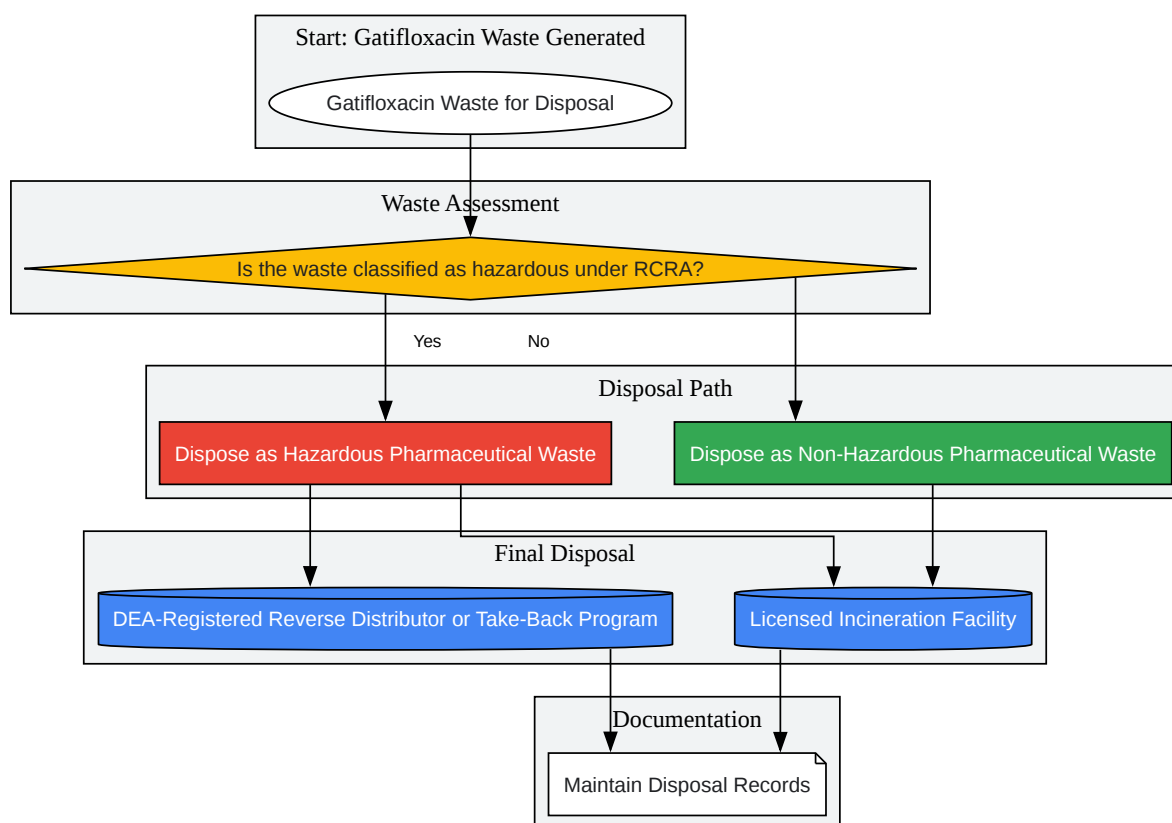 Start: Gatifloxacin Waste Generated
Gatifloxacin Waste for Disposal
Waste Assessment
Is the waste classified as hazardous under RCRA?
Yes
No
Disposal Path
Dispose as Hazardous Pharmaceutical Waste
Dispose as Non-Hazardous Pharmaceutical Waste
Final Disposal
DEA-Registered Reverse Distributor or Take-Back Program
Licensed Incineration Facility
Documentation
Maintain Disposal Records